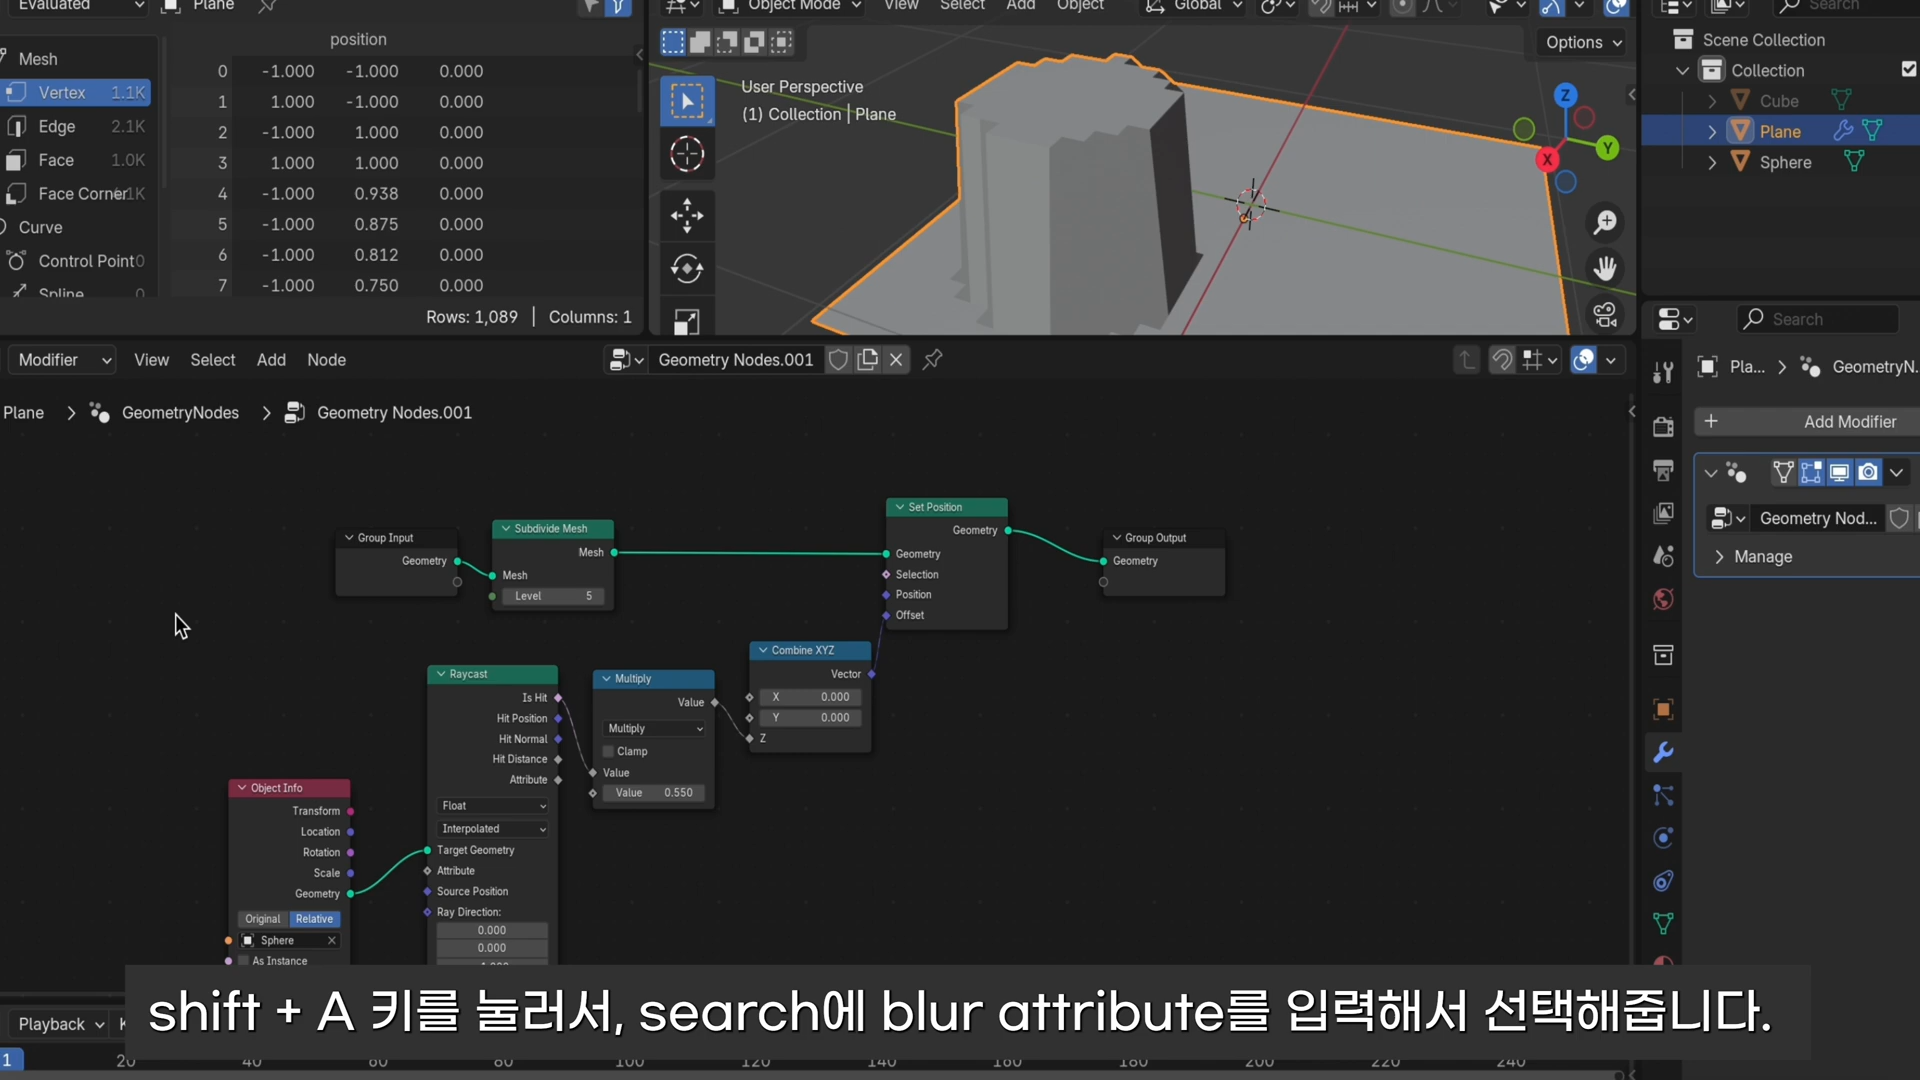 Evaluated
Plane
Object Mode
View
Select
Add
Object
Global
Search
position
Mesh
Vertex 1.1K
Edge 2.1K
Face 1.0K
Face Corner
Curve
Control Point 0
Spline 0
0 -1.000 -1.000 0.000
1 1.000 -1.000 0.000
2 -1.000 1.000 0.000
3 1.000 1.000 0.000
4 -1.000 0.938 0.000
5 -1.000 0.875 0.000
6 -1.000 0.812 0.000
7 -1.000 0.750 0.000
Rows: 1,089 | Columns: 1
Options
User Perspective
(1) Collection | Plane
Z
Y
X
Scene Collection
Collection
Cube
Plane
Sphere
Search
Modifier
View
Select
Add
Node
Geometry Nodes.001
Pla...
GeometryN.
Plane
GeometryNodes
Geometry Nodes.001
Add Modifier
Geometry Nod...
Manage
Group Input
Geometry
Subdivide Mesh
Mesh
Mesh
Level 5
Set Position
Geometry
Geometry
Selection
Position
Offset
Group Output
Geometry
Combine XYZ
Vector
X 0.000
Y 0.000
Z
Raycast
Is Hit
Hit Position
Hit Normal
Hit Distance
Attribute
Float
Interpolated
Target Geometry
Attribute
Source Position
Ray Direction:
0.000
0.000
Multiply
Value
Multiply
Clamp
Value
Value 0.550
Object Info
Transform
Location
Rotation
Scale
Geometry
Original Relative
Sphere
As Instance
shift + A 키를 눌러서, search에 blur attribute를 입력해서 선택해줍니다.
Playback
1 20 40 60 80 100 120 140 160 180 200 220 240